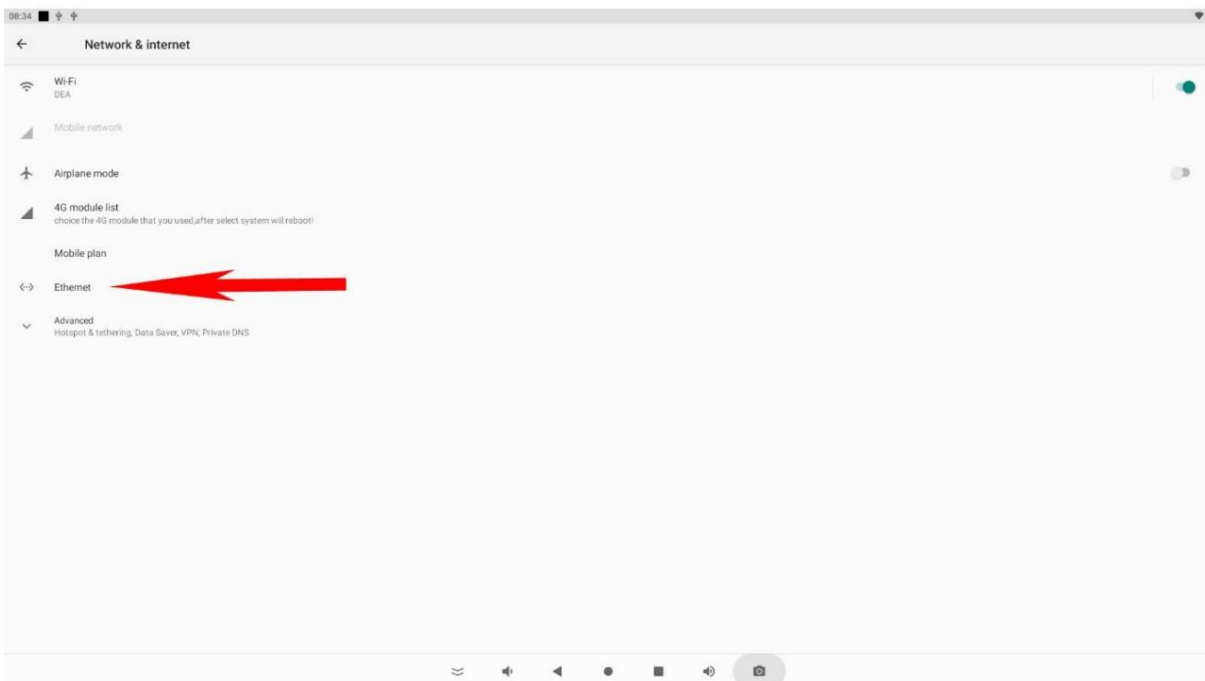 08:34
Network & internet
Wi-Fi
DEA
Mobile network
Airplane mode
4G module list
choice the 4G module that you used,after select system will reboot!
Mobile plan
Ethernet
Advanced
Hotspot & tethering, Data Saver, VPN, Private DNS